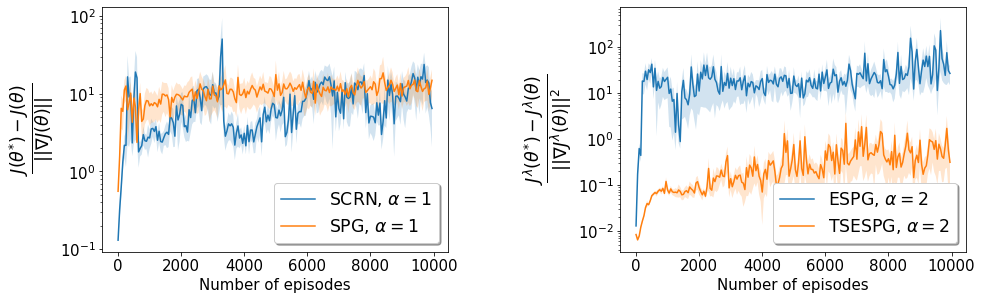 10²
10¹
10⁰
10⁻¹
J(θ*) − J(θ)
||∇J(θ)||
SCRN, α = 1
SPG, α = 1
0 2000 4000 6000 8000 10000
Number of episodes
10²
10¹
10⁰
10⁻¹
10⁻²
J^λ(θ*) − J^λ(θ)
||∇J^λ(θ)||²
ESPG, α = 2
TSESPG, α = 2
0 2000 4000 6000 8000 10000
Number of episodes